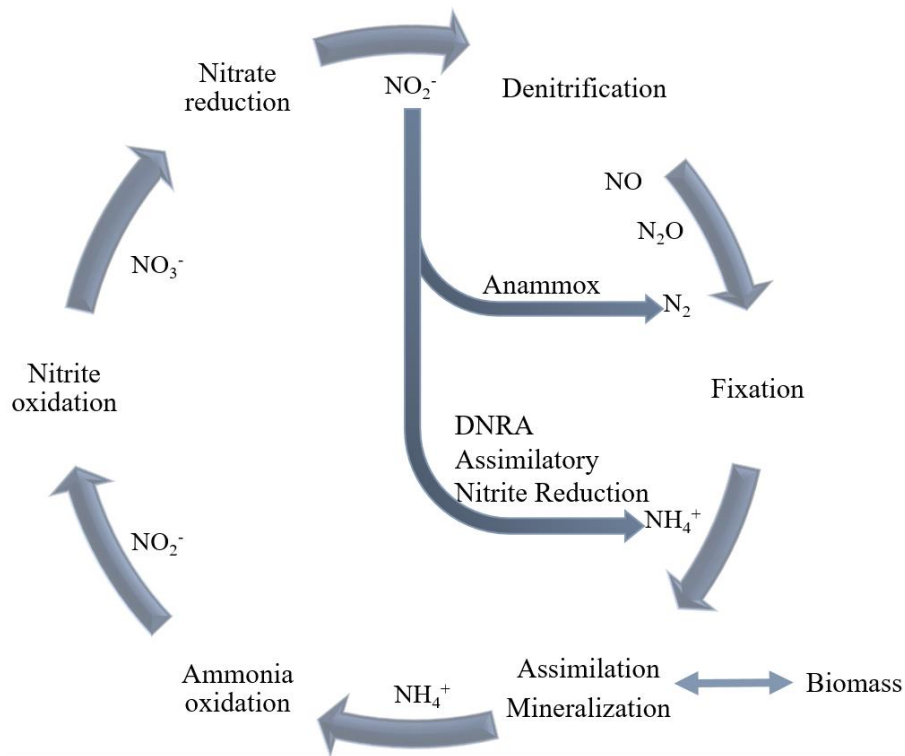 Nitrate
reduction
NO₂⁻
Denitrification
NO
N₂O
NO₃⁻
Anammox
N₂
Nitrite
oxidation
Fixation
DNRA
Assimilatory
Nitrite Reduction
NH₄⁺
NO₂⁻
Ammonia
oxidation
NH₄⁺
Assimilation
Mineralization
Biomass